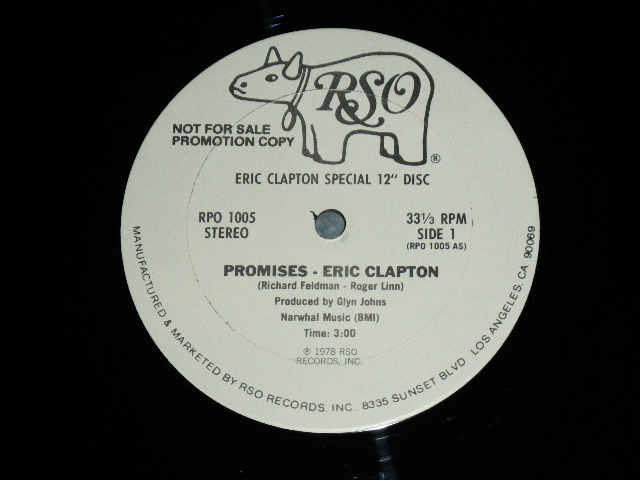 RSO
®
NOT FOR SALE
PROMOTION COPY
ERIC CLAPTON SPECIAL 12" DISC
RPO 1005
STEREO
33⅓ RPM
SIDE 1
(RPO 1005 AS)
PROMISES - ERIC CLAPTON
(Richard Feldman - Roger Linn)
Produced by Glyn Johns
Narwhal Music (BMI)
Time: 3:00
℗ 1978 RSO
RECORDS, INC.
MANUFACTURED & MARKETED BY RSO RECORDS, INC. 8335 SUNSET BLVD LOS ANGELES, CA 90069